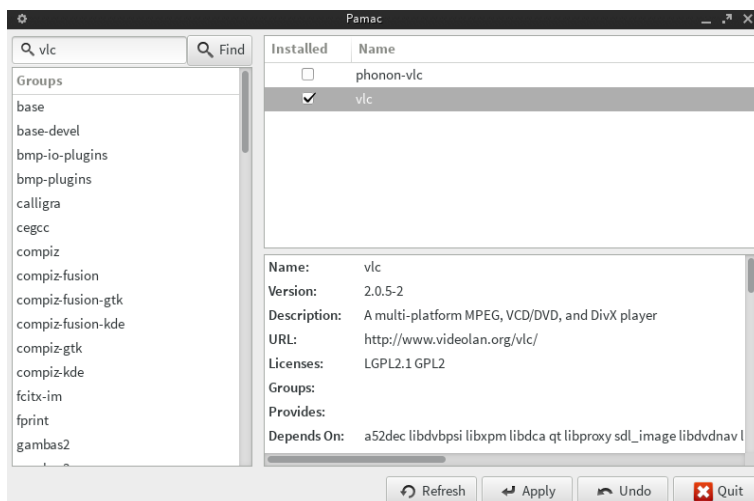 Pamac
vlc
Find
Groups
base
base-devel
bmp-io-plugins
bmp-plugins
calligra
cegcc
compiz
compiz-fusion
compiz-fusion-gtk
compiz-fusion-kde
compiz-gtk
compiz-kde
fcitx-im
fprint
gambas2
Installed Name
phonon-vlc
vlc
Name: vlc
Version: 2.0.5-2
Description: A multi-platform MPEG, VCD/DVD, and DivX player
URL: http://www.videolan.org/vlc/
Licenses: LGPL2.1 GPL2
Groups:
Provides:
Depends On: a52dec libdvbpsi libxpm libdca qt libproxy sdl_image libdvdnav l
Refresh Apply Undo Quit